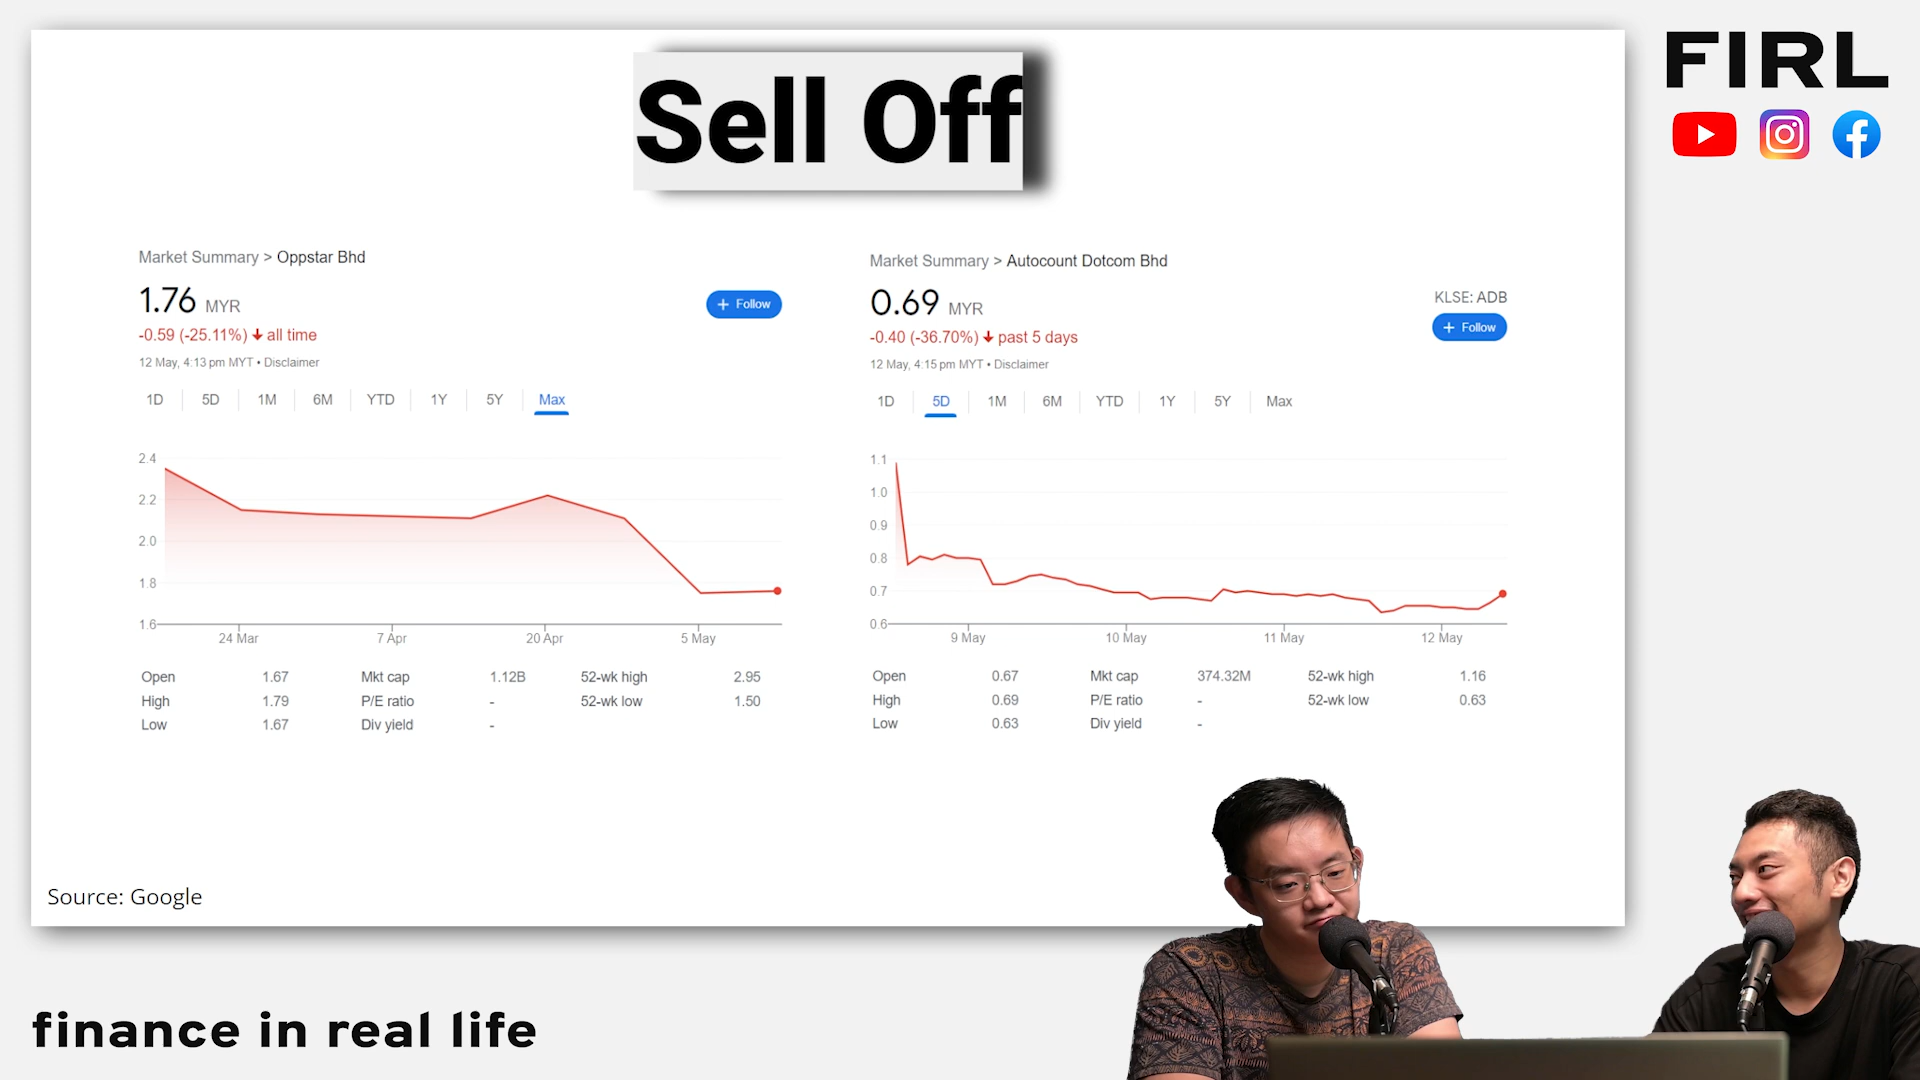 Sell Off
FIRL
Market Summary > Oppstar Bhd
1.76 MYR
+ Follow
-0.59 (-25.11%) ↓ all time
12 May, 4:13 pm MYT • Disclaimer
1D 5D 1M 6M YTD 1Y 5Y Max
2.4
2.2
2.0
1.8
1.6
24 Mar 7 Apr 20 Apr 5 May
Open 1.67 Mkt cap 1.12B 52-wk high 2.95
High 1.79 P/E ratio - 52-wk low 1.50
Low 1.67 Div yield -
Market Summary > Autocount Dotcom Bhd
0.69 MYR
KLSE: ADB
+ Follow
-0.40 (-36.70%) ↓ past 5 days
12 May, 4:15 pm MYT • Disclaimer
1D 5D 1M 6M YTD 1Y 5Y Max
1.1
1.0
0.9
0.8
0.7
0.6
9 May 10 May 11 May 12 May
Open 0.67 Mkt cap 374.32M 52-wk high 1.16
High 0.69 P/E ratio - 52-wk low 0.63
Low 0.63 Div yield -
Source: Google
finance in real life